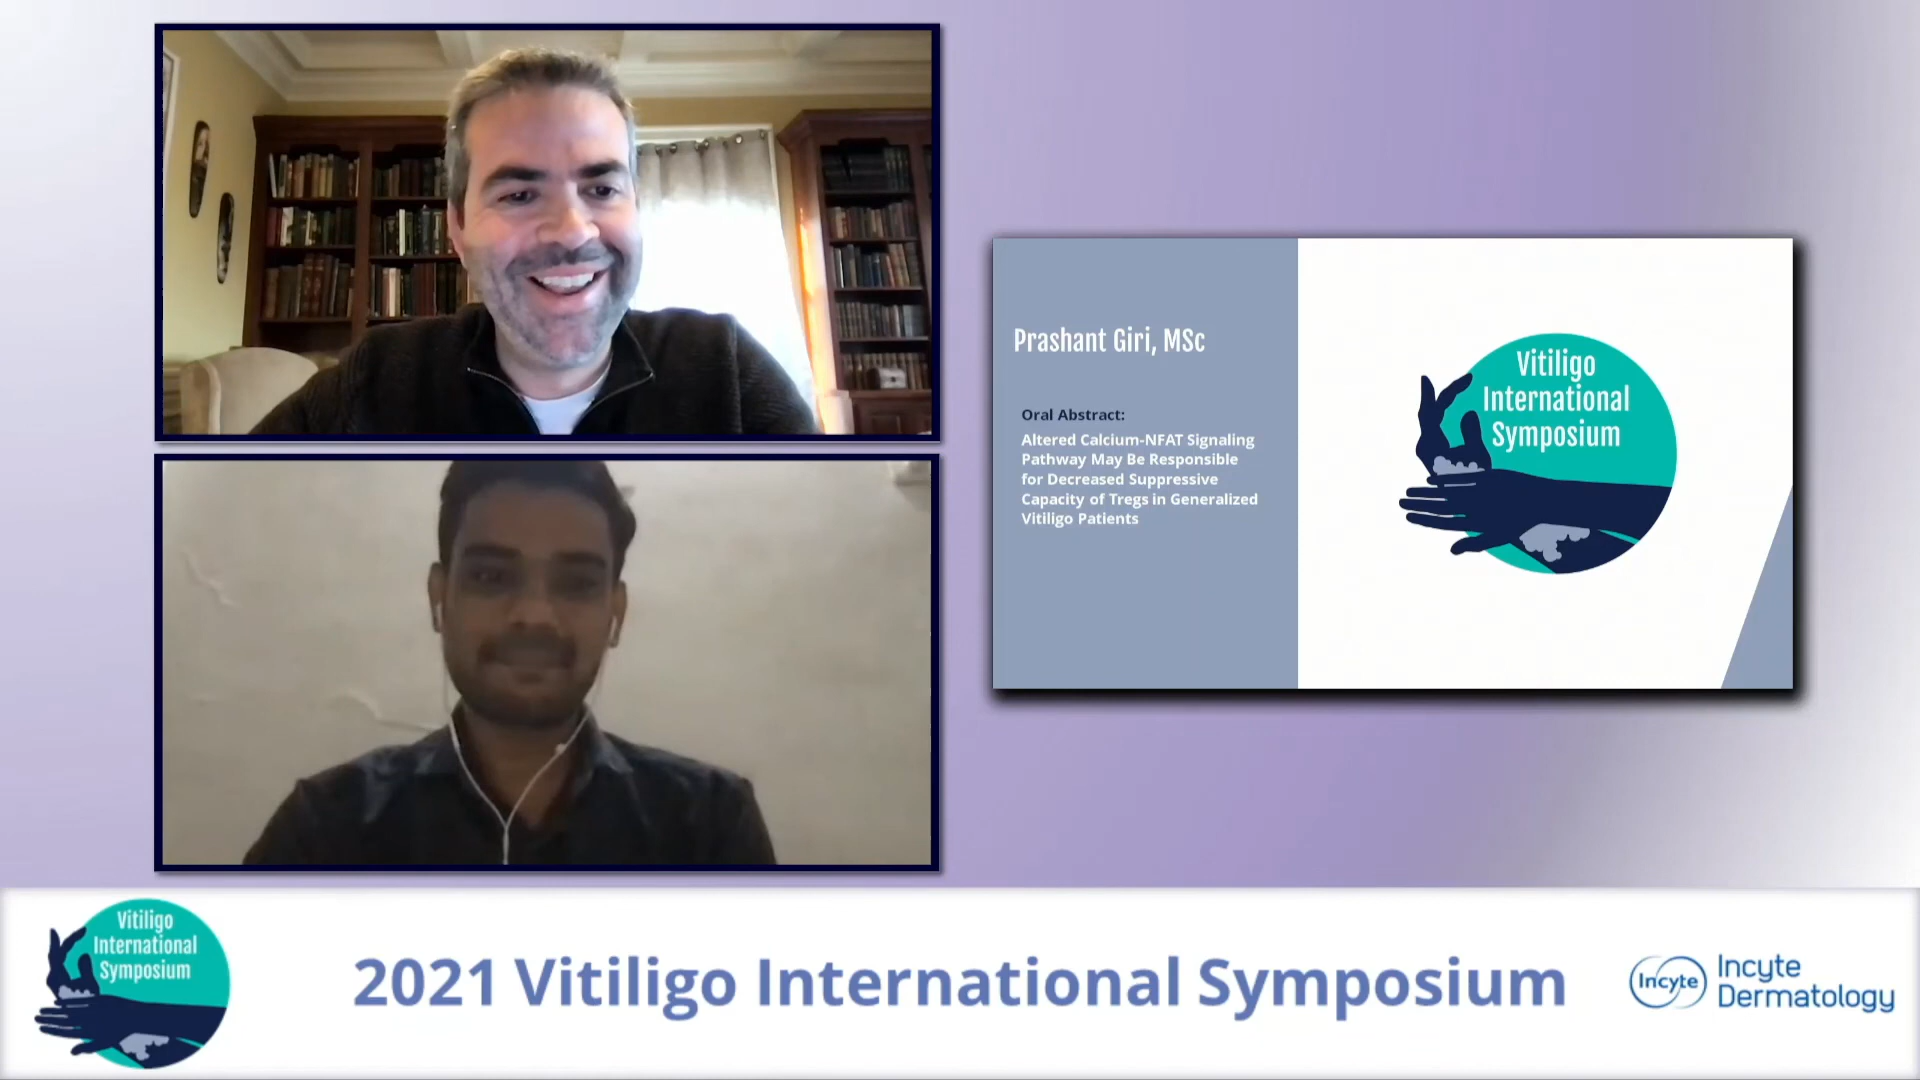 Prashant Giri, MSc
Oral Abstract:
Altered Calcium-NFAT Signaling
Pathway May Be Responsible
for Decreased Suppressive
Capacity of Tregs in Generalized
Vitiligo Patients
Vitiligo
International
Symposium
Vitiligo
International
Symposium
2021 Vitiligo International Symposium
Incyte
Incyte
Dermatology